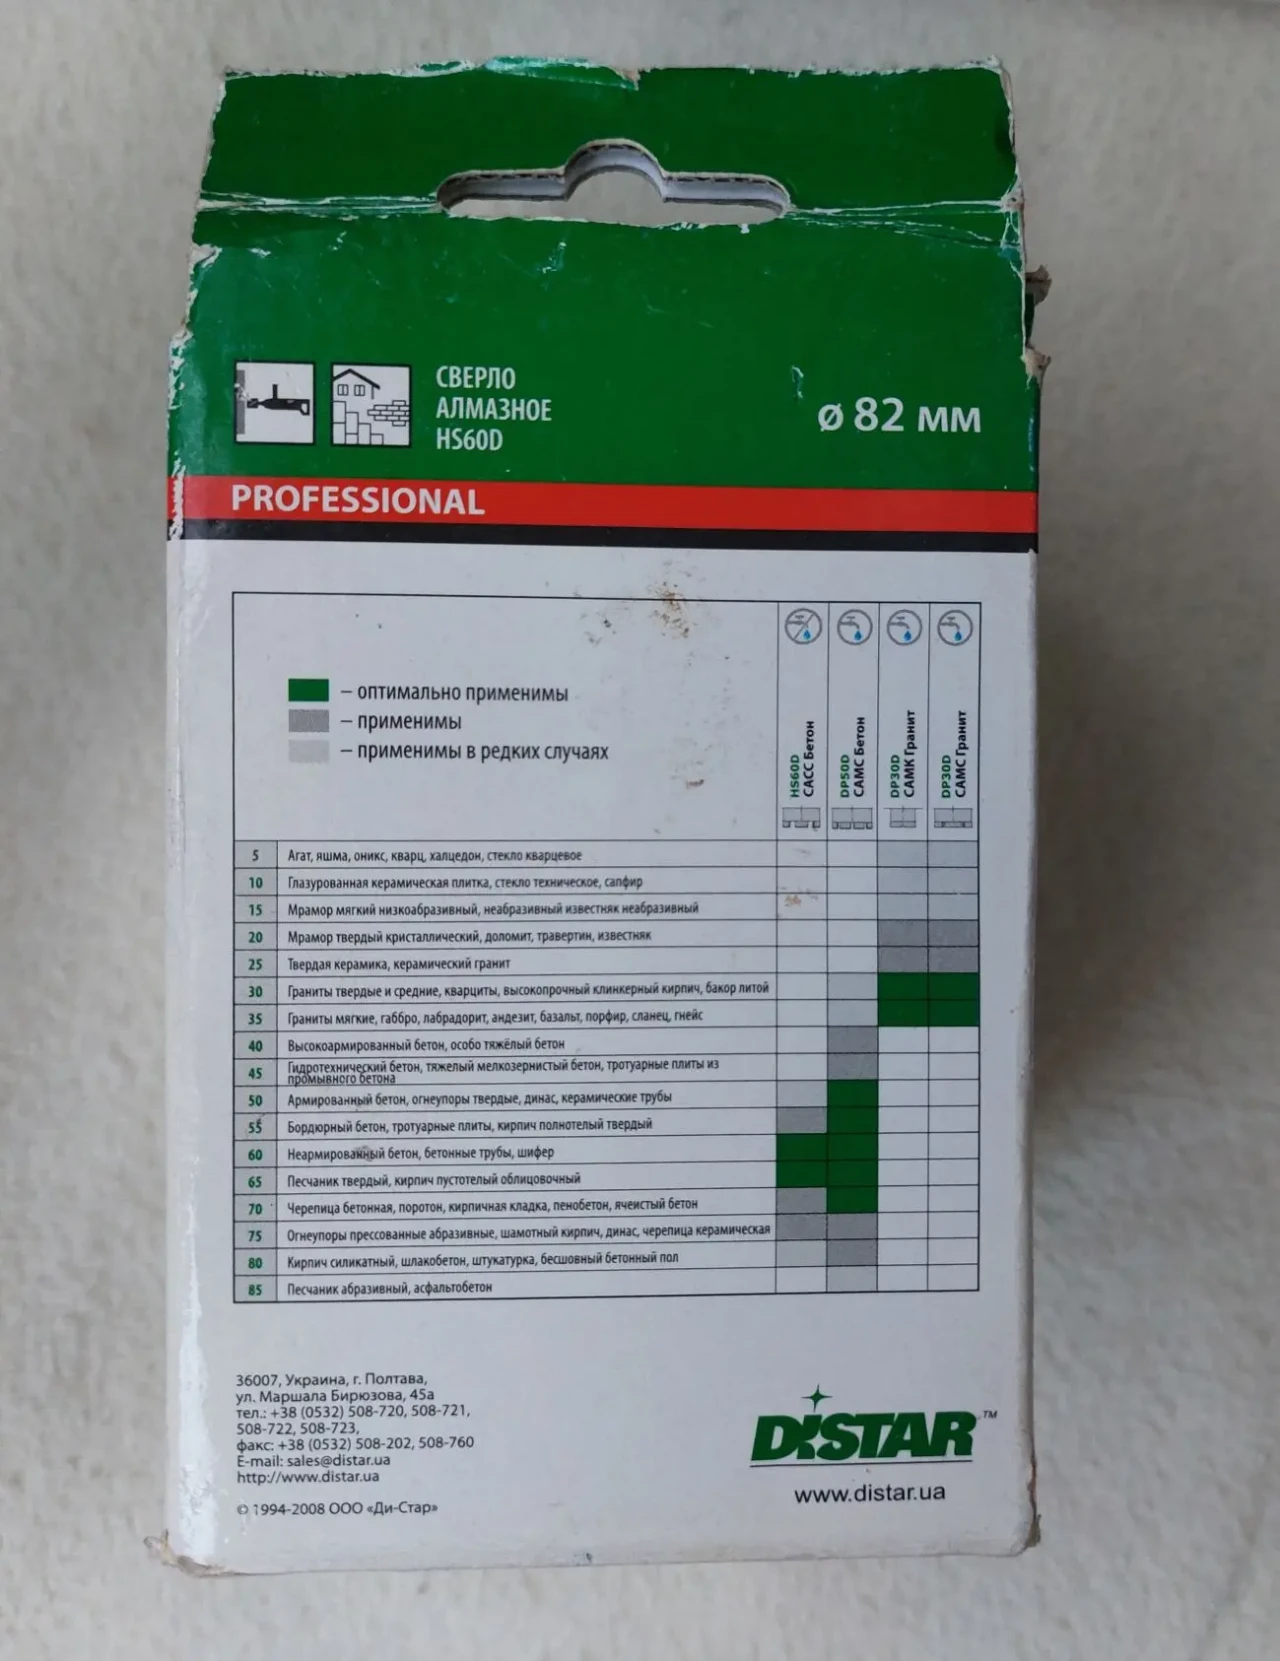 СВЕРЛО
АЛМАЗНОЕ
HS60D
ø 82 мм
PROFESSIONAL
– оптимально применимы
– применимы
– применимы в редких случаях
HS60D
САСС Бетон
DP50D
САМС Бетон
DP30D
САМК Гранит
DP30D
САМС Гранит
5 Агат, яшма, оникс, кварц, халцедон, стекло кварцевое
10 Глазурованная керамическая плитка, стекло техническое, сапфир
15 Мрамор мягкий низкоабразивный, неабразивный известняк неабразивный
20 Мрамор твердый кристаллический, доломит, травертин, известняк
25 Твердая керамика, керамический гранит
30 Граниты твердые и средние, кварциты, высокопрочный клинкерный кирпич, бакор литой
35 Граниты мягкие, габбро, лабрадорит, андезит, базальт, порфир, сланец, гнейс
40 Высокоармированный бетон, особо тяжёлый бетон
45 Гидротехнический бетон, тяжелый мелкозернистый бетон, тротуарные плиты из
промывного бетона
50 Армированный бетон, огнеупоры твердые, динас, керамические трубы
55 Бордюрный бетон, тротуарные плиты, кирпич полнотелый твердый
60 Неармированный бетон, бетонные трубы, шифер
65 Песчаник твердый, кирпич пустотелый облицовочный
70 Черепица бетонная, поротон, кирпичная кладка, пенобетон, ячеистый бетон
75 Огнеупоры прессованные абразивные, шамотный кирпич, динас, черепица керамическая
80 Кирпич силикатный, шлакобетон, штукатурка, бесшовный бетонный пол
85 Песчаник абразивный, асфальтобетон
36007, Украина, г. Полтава,
ул. Маршала Бирюзова, 45а
тел.: +38 (0532) 508-720, 508-721,
508-722, 508-723,
факс: +38 (0532) 508-202, 508-760
E-mail: sales@distar.ua
http://www.distar.ua
© 1994-2008 ООО «Ди-Стар»
DiSTAR™
www.distar.ua